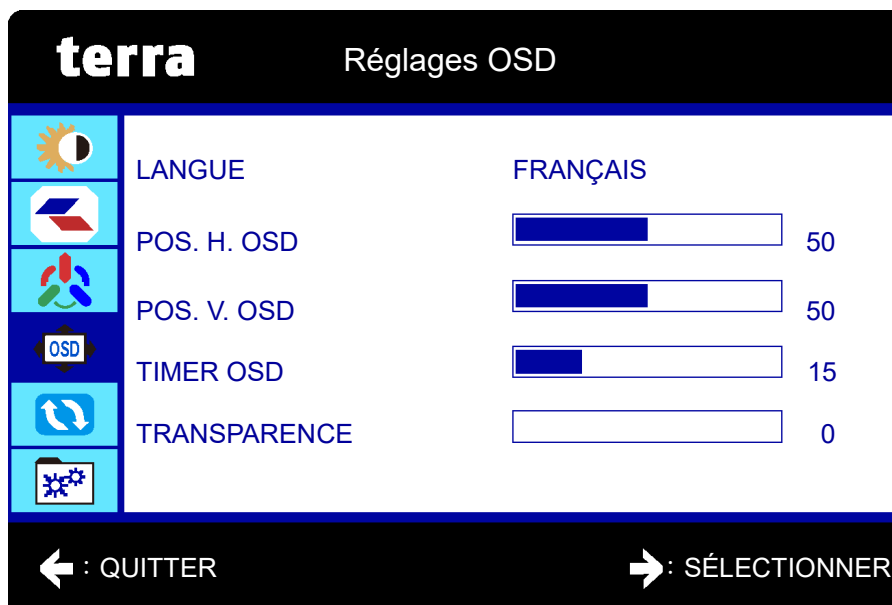 terra Réglages OSD
LANGUE FRANÇAIS
POS. H. OSD 50
POS. V. OSD 50
OSD
TIMER OSD 15
TRANSPARENCE 0
: QUITTER : SÉLECTIONNER